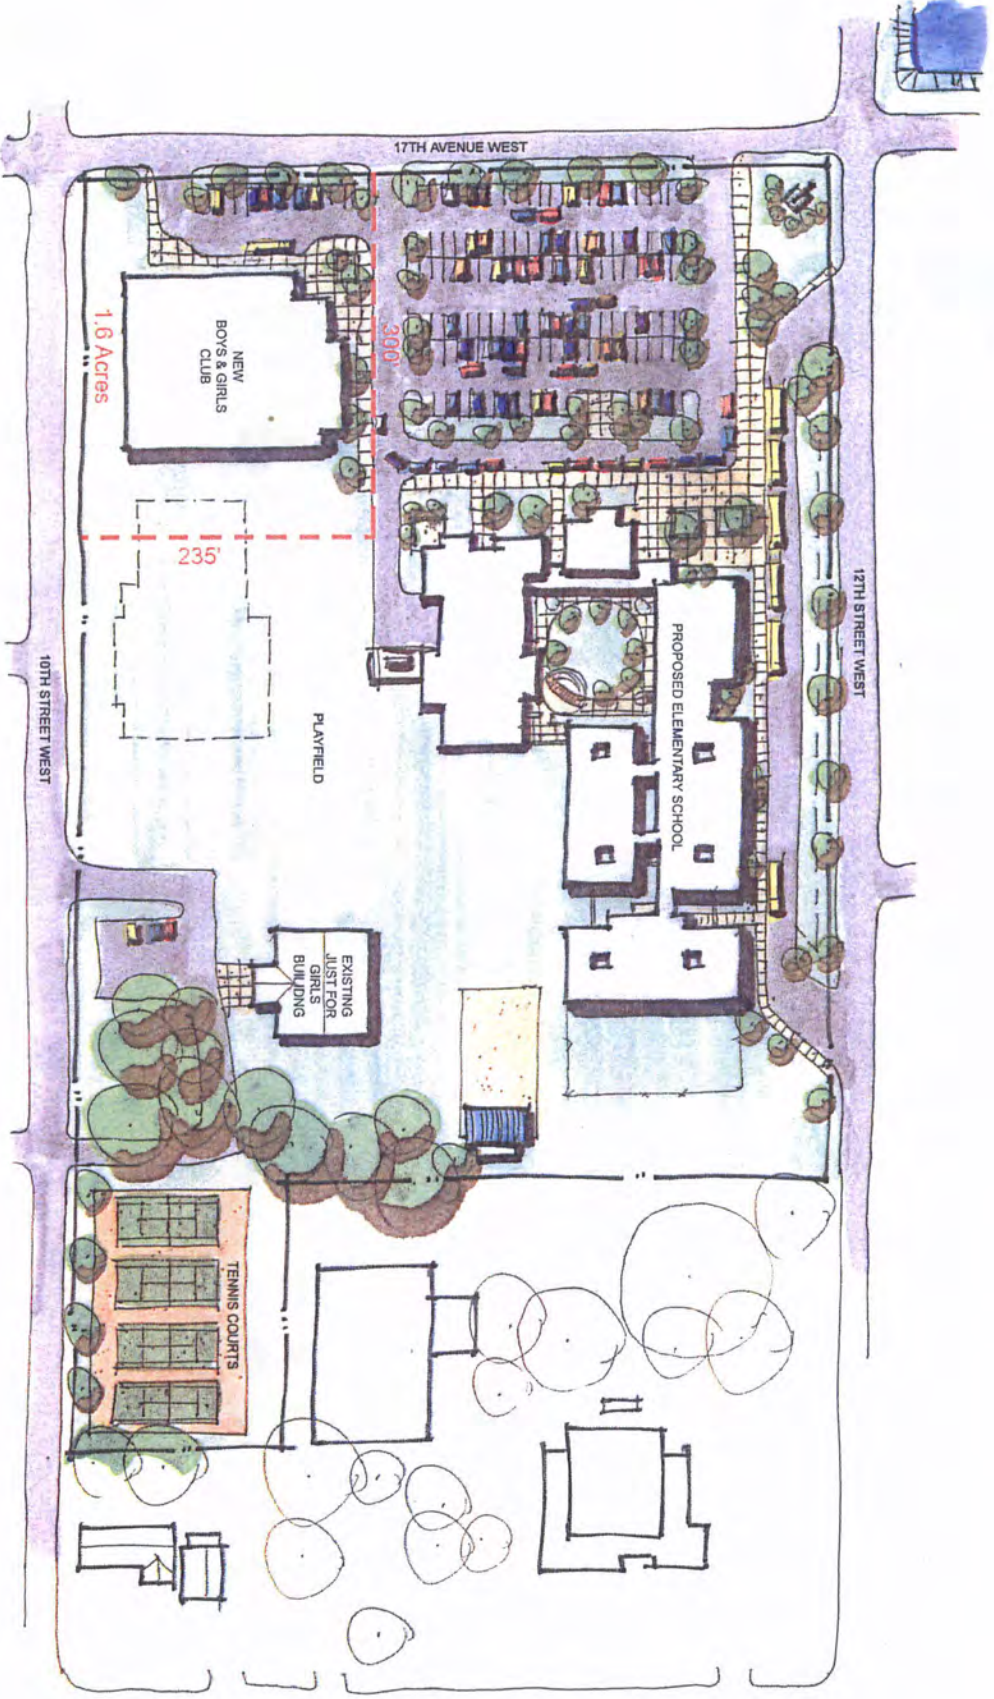 17TH AVENUE WEST
300'
1.6 Acres
NEW
BOYS & GIRLS
CLUB
235'
12TH STREET WEST
PROPOSED ELEMENTARY SCHOOL
10TH STREET WEST
PLAYFIELD
EXISTING
JUST FOR
GIRLS
BUILIDNG
TENNIS COURTS